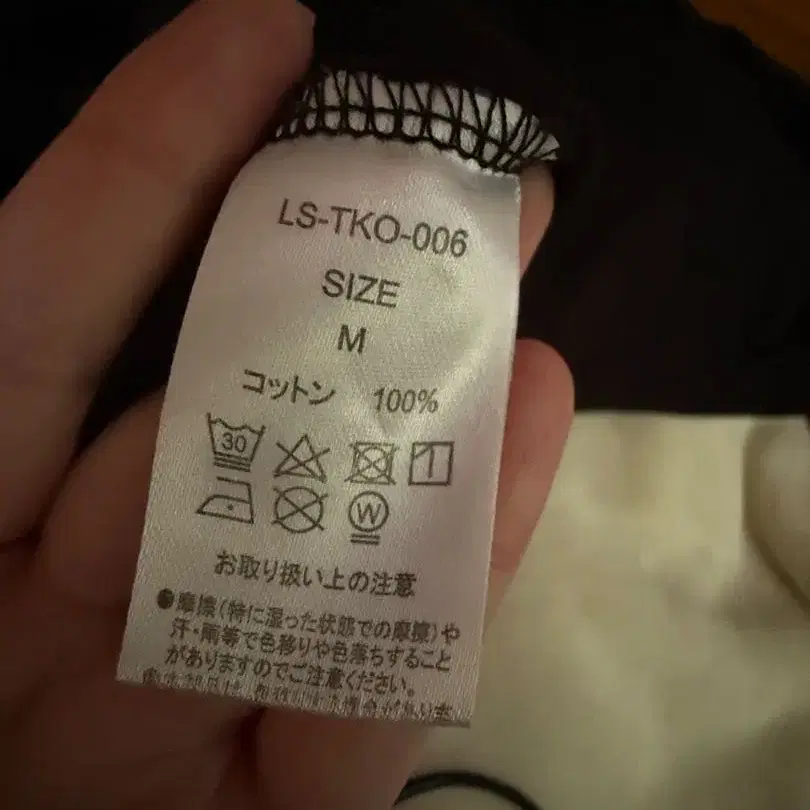 LS-TKO-006
SIZE
M
コットン 100%
30
W
お取り扱い上の注意
●摩擦(特に湿った状態での摩擦)や
汗・雨等で色移りや色落ちすること
がありますのでご注意ください。